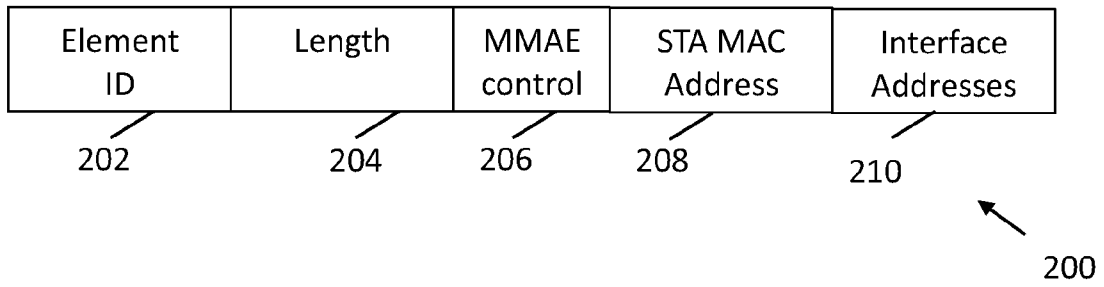 Element
ID
Length
MMAE
control
STA MAC
Address
Interface
Addresses
202
204
206
208
210
200